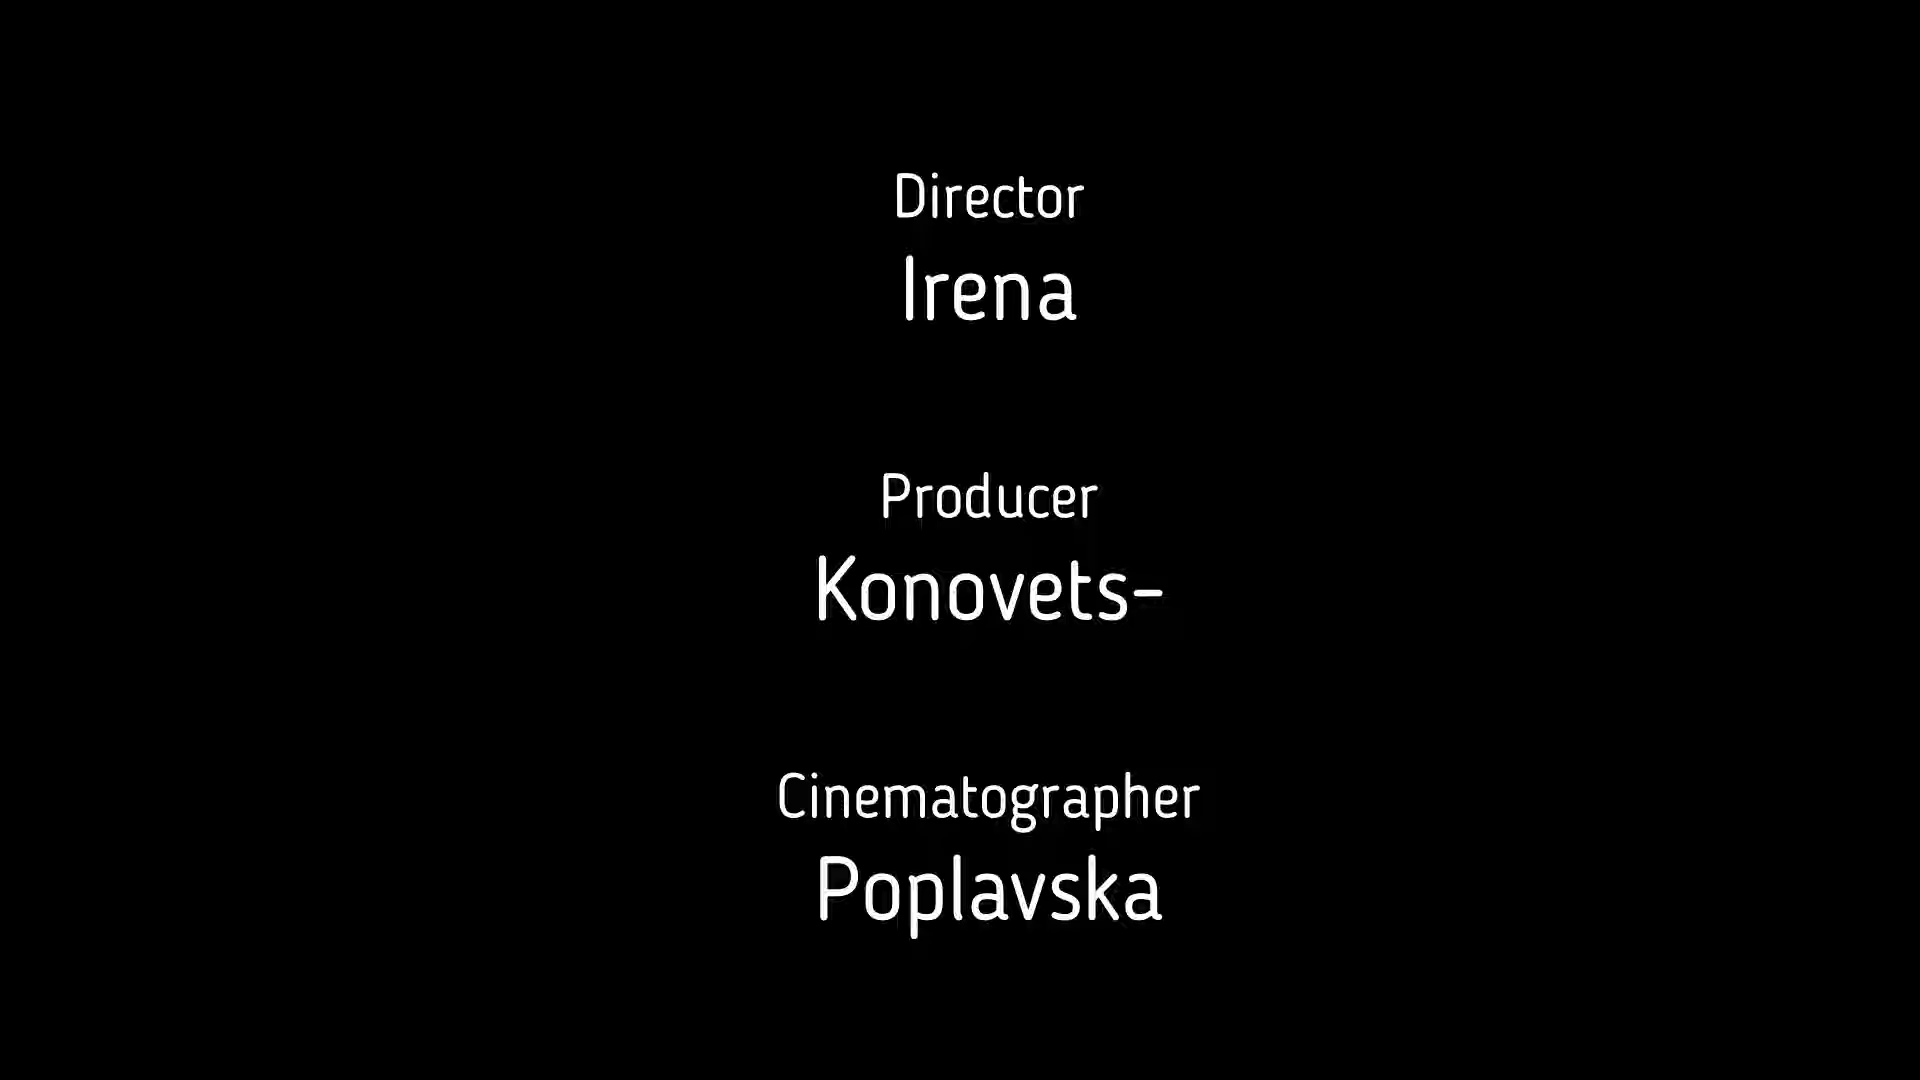 Director
Irena
Producer
Konovets-
Cinematographer
Poplavska